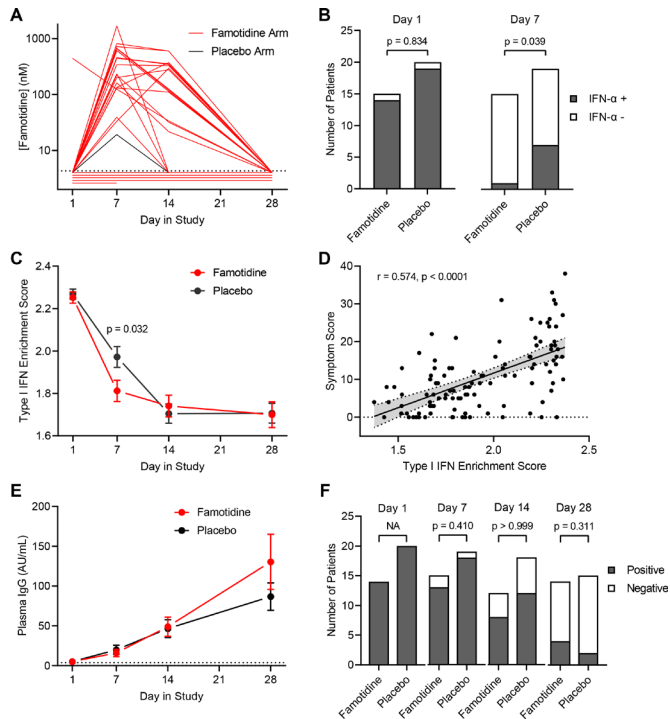 A
Famotidine Arm
Placebo Arm
[Famotidine] (nM)
1000
100
10
1 7 14 21 28
Day in Study
B
Day 1 Day 7
p = 0.834 p = 0.039
Number of Patients
25
20
15
10
5
0
IFN-α +
IFN-α -
Famotidine Placebo Famotidine Placebo
C
Famotidine
Placebo
p = 0.032
Type I IFN Enrichment Score
2.4
2.2
2.0
1.8
1.6
1 7 14 21 28
Day in Study
D
r = 0.574, p < 0.0001
Symptom Score
40
30
20
10
0
1.5 2.0 2.5
Type I IFN Enrichment Score
E
Famotidine
Placebo
Plasma IgG (AU/mL)
200
150
100
50
0
1 7 14 21 28
Day in Study
F
Day 1 Day 7 Day 14 Day 28
NA p = 0.410 p > 0.999 p = 0.311
Number of Patients
25
20
15
10
5
0
Positive
Negative
Famotidine Placebo Famotidine Placebo Famotidine Placebo Famotidine Placebo